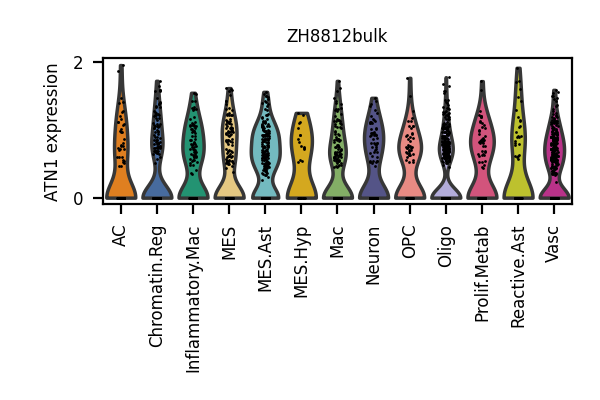 ZH8812bulk
ATN1 expression
2
0
AC
Chromatin.Reg
Inflammatory.Mac
MES
MES.Ast
MES.Hyp
Mac
Neuron
OPC
Oligo
Prolif.Metab
Reactive.Ast
Vasc